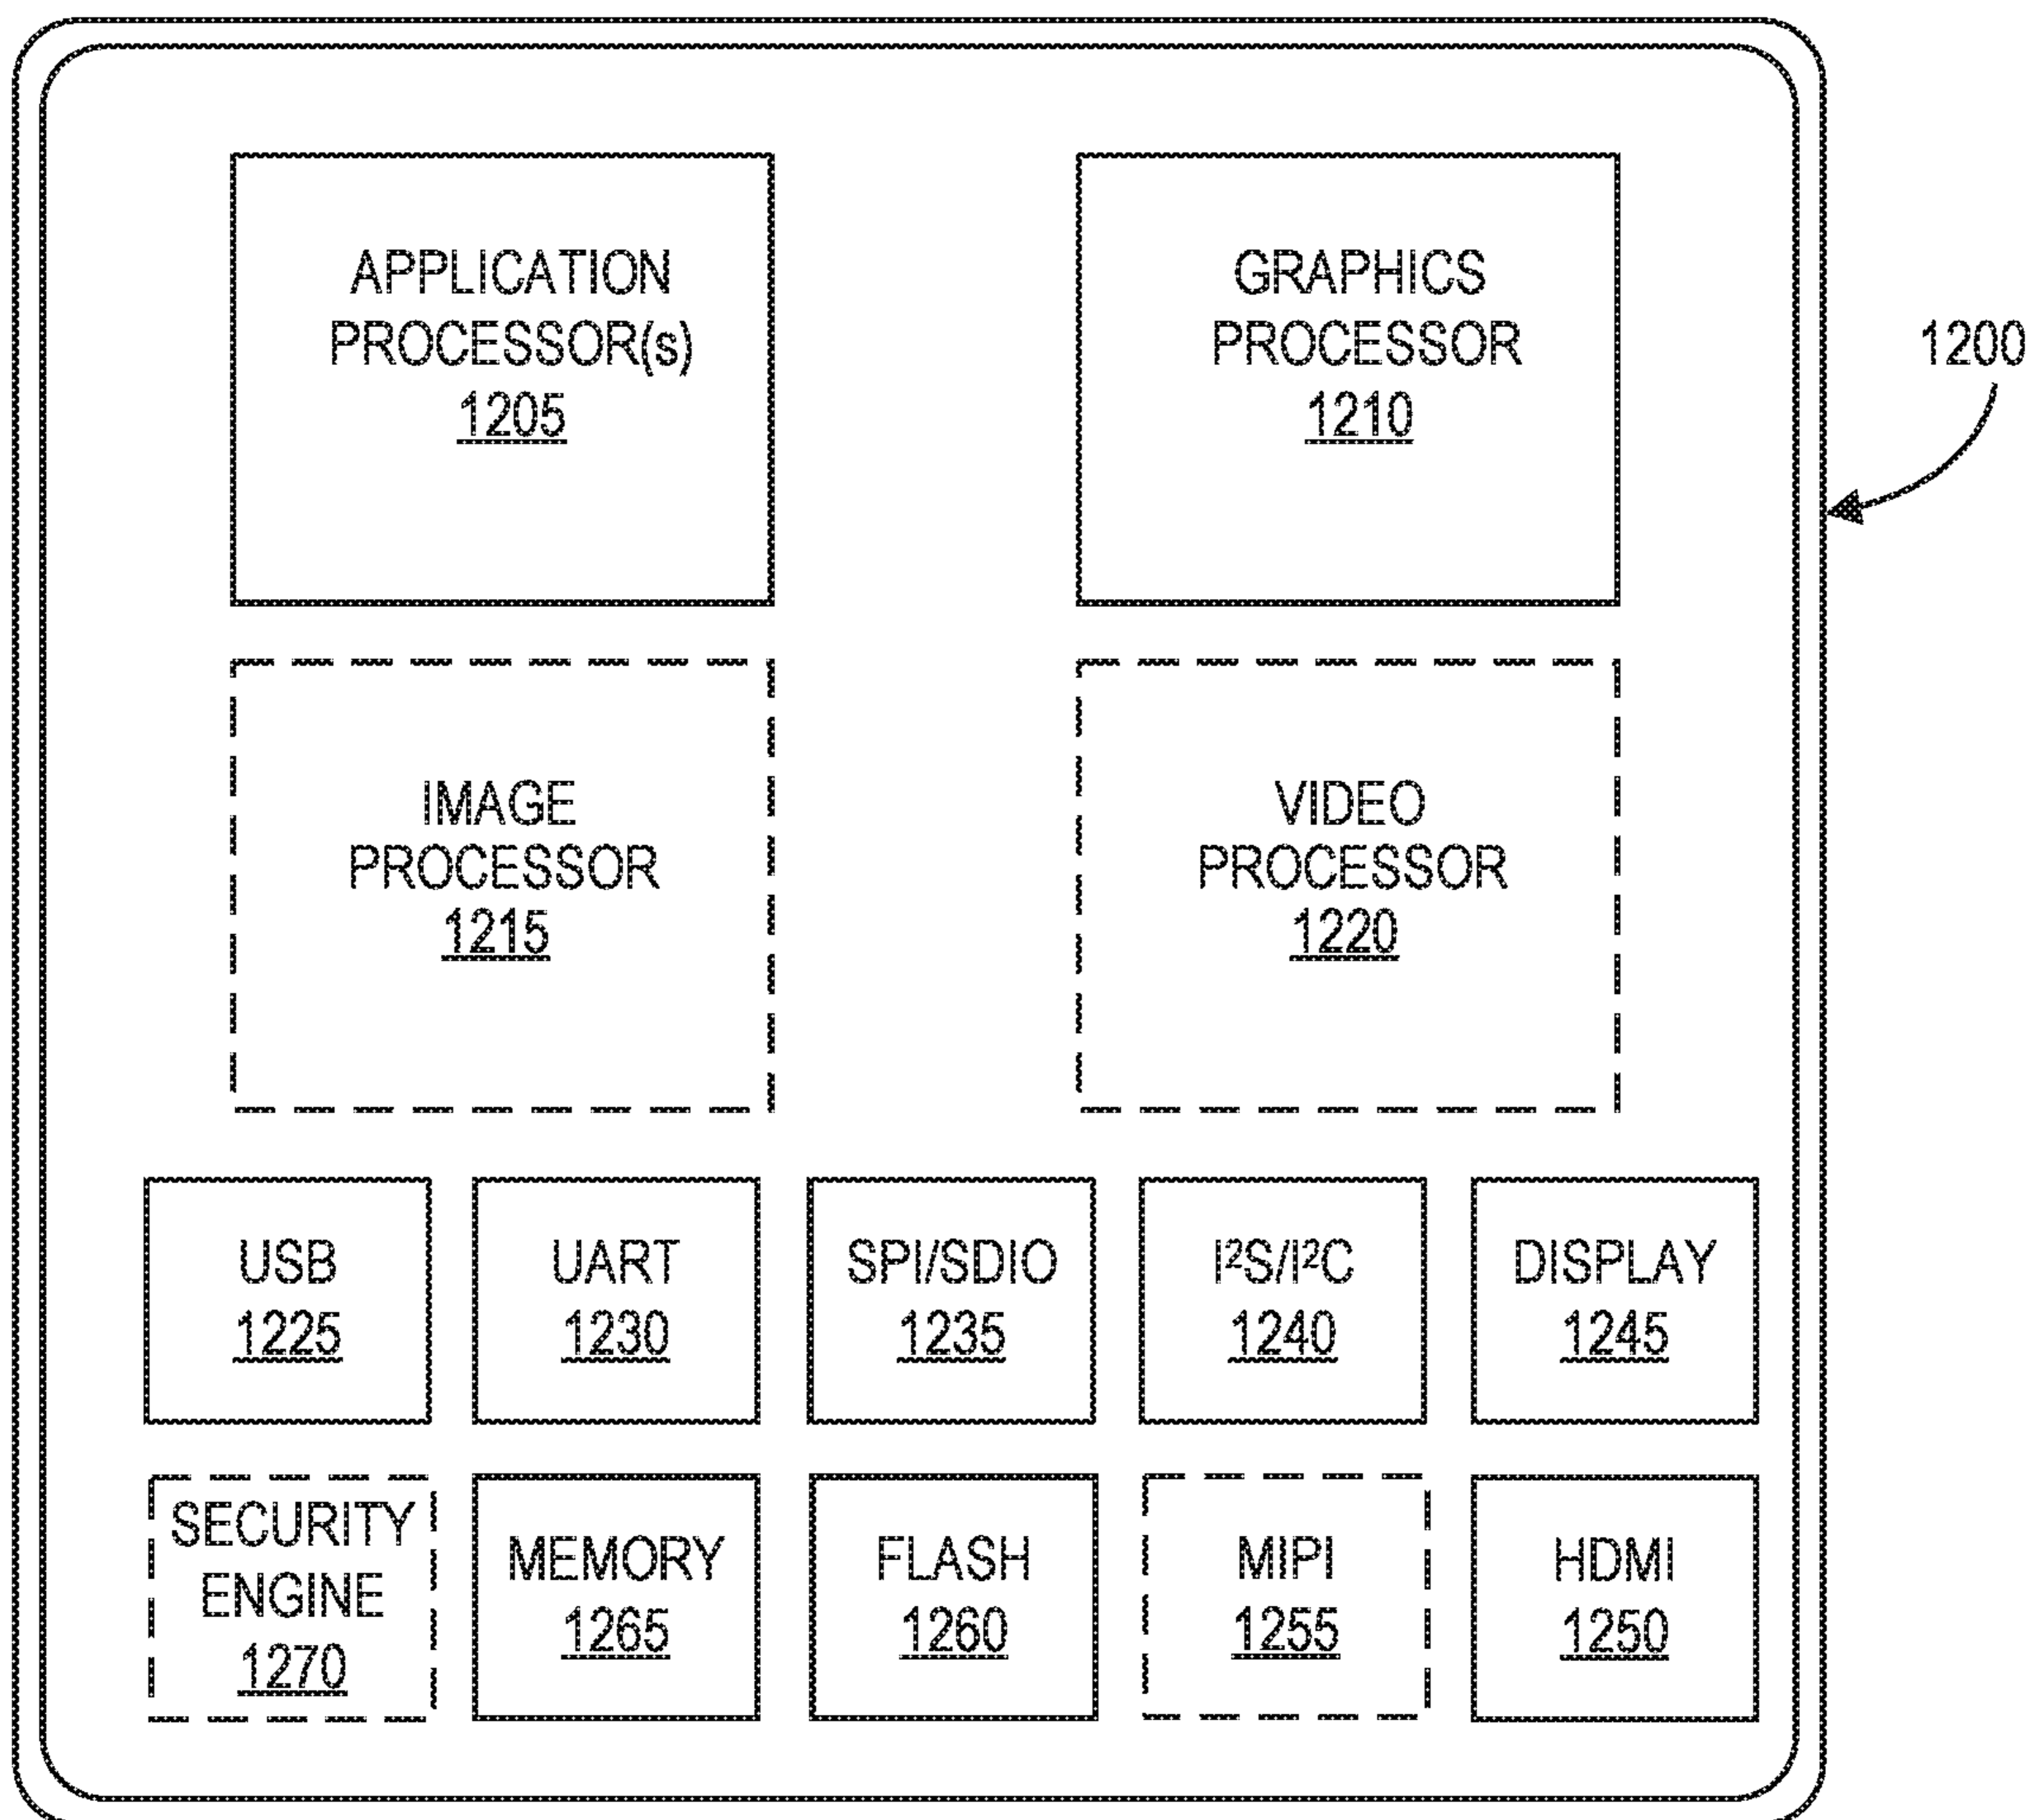 APPLICATION
PROCESSOR(s)
1205
GRAPHICS
PROCESSOR
1210
1200
IMAGE
PROCESSOR
1215
VIDEO
PROCESSOR
1220
USB
1225
UART
1230
SPI/SDIO
1235
I²S/I²C
1240
DISPLAY
1245
SECURITY
ENGINE
1270
MEMORY
1265
FLASH
1260
MIPI
1255
HDMI
1250